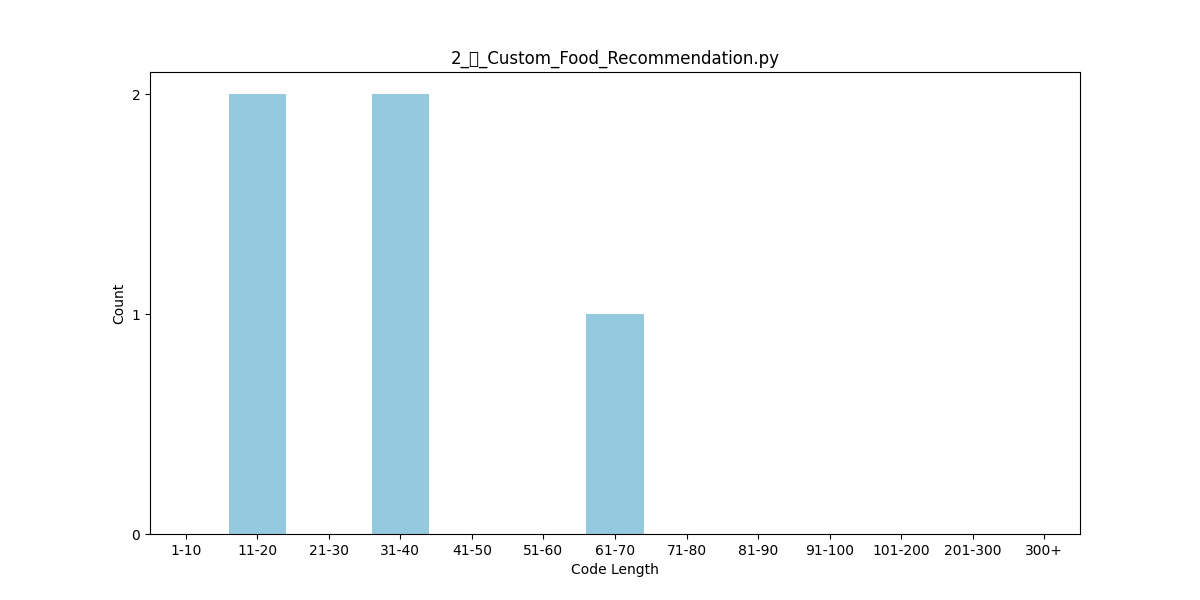 2_▯_Custom_Food_Recommendation.py
Count
2
1
0
1-10 11-20 21-30 31-40 41-50 51-60 61-70 71-80 81-90 91-100 101-200 201-300 300+
Code Length